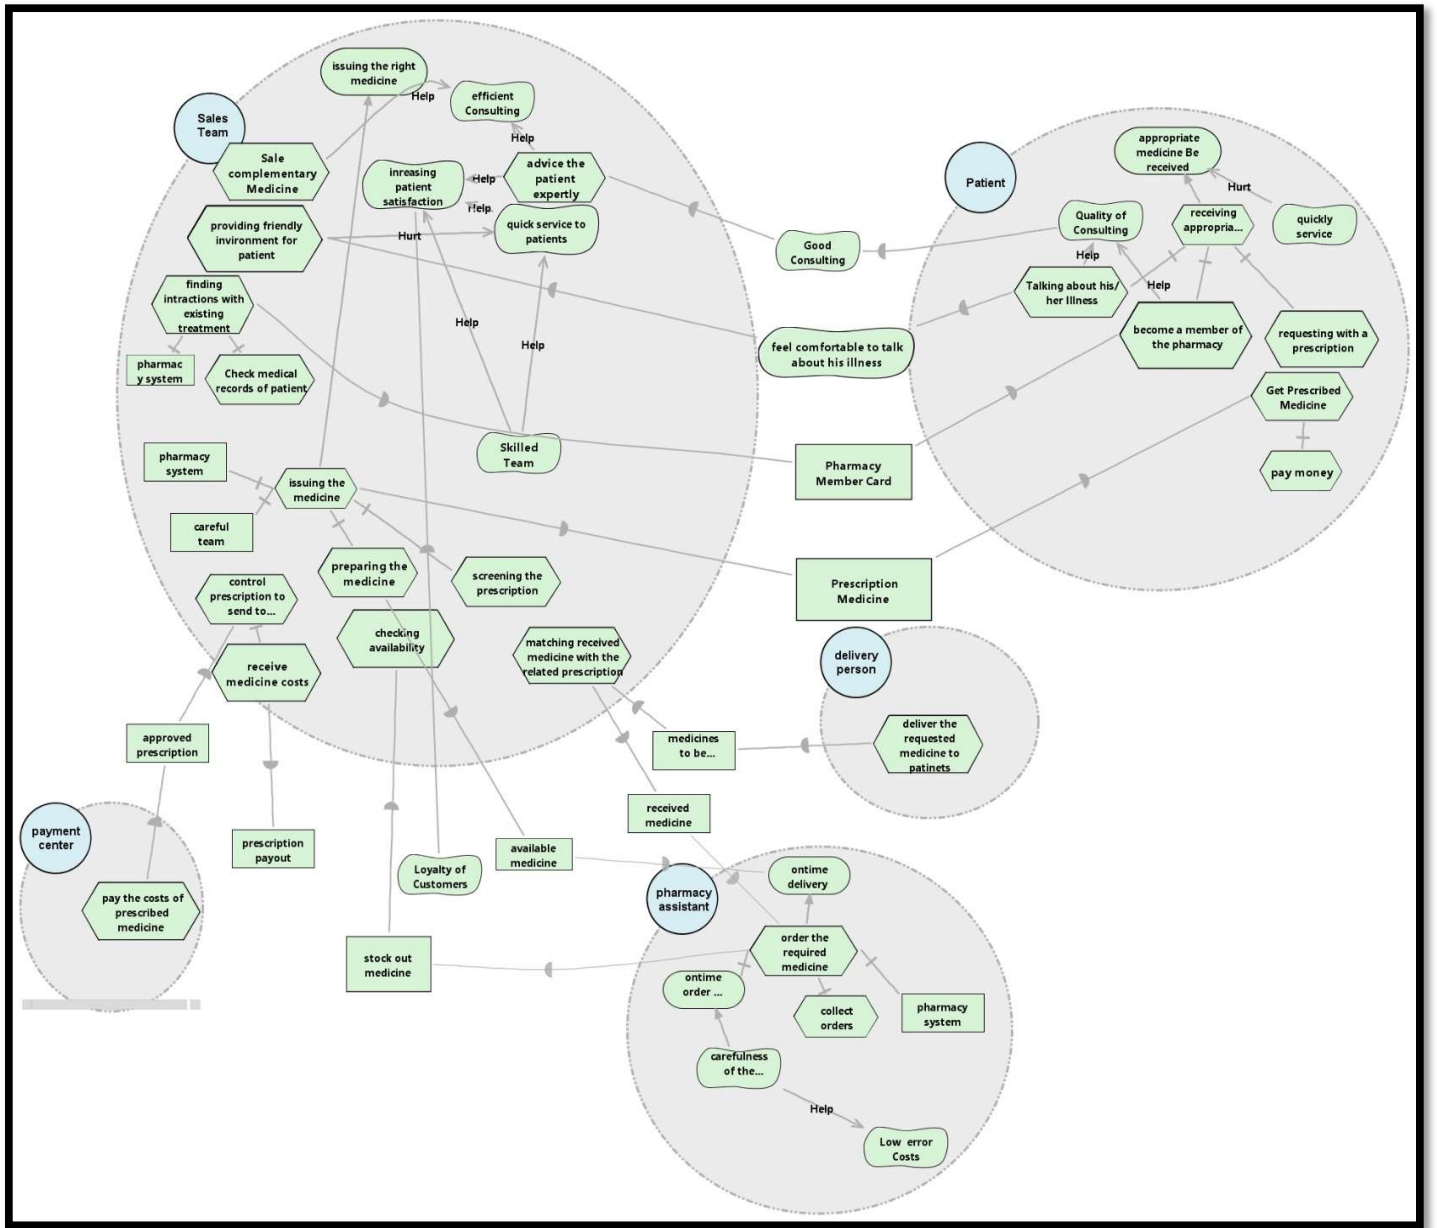 issuing the right
medicine
Help
efficient
Consulting
Sales
Team
Help
Sale
complementary
Medicine
inreasing
patient
satisfaction
Help
advice the
patient
expertly
Help
providing friendly
invironment for
patient
Hurt
quick service to
patients
finding
intractions with
existing
treatment
Help
Help
pharmac
y system
Check medical
records of patient
Skilled
Team
pharmacy
system
issuing the
medicine
careful
team
preparing the
medicine
screening the
prescription
control
prescription to
send to...
checking
availability
matching received
medicine with the
related prescription
receive
medicine costs
Good
Consulting
feel comfortable to talk
about his illness
Pharmacy
Member Card
Prescription
Medicine
Patient
appropriate
medicine Be
received
Hurt
Quality of
Consulting
receiving
appropria...
quickly
service
Help
Talking about his/
her Illness
Help
become a member of
the pharmacy
requesting with a
prescription
Get Prescribed
Medicine
pay money
delivery
person
deliver the
requested
medicine to
patinets
approved
prescription
medicines
to be...
received
medicine
prescription
payout
available
medicine
Loyalty of
Customers
stock out
medicine
payment
center
pay the costs of
prescribed
medicine
pharmacy
assistant
ontime
delivery
order the
required
medicine
ontime
order ...
collect
orders
pharmacy
system
carefulness
of the...
Help
Low error
Costs